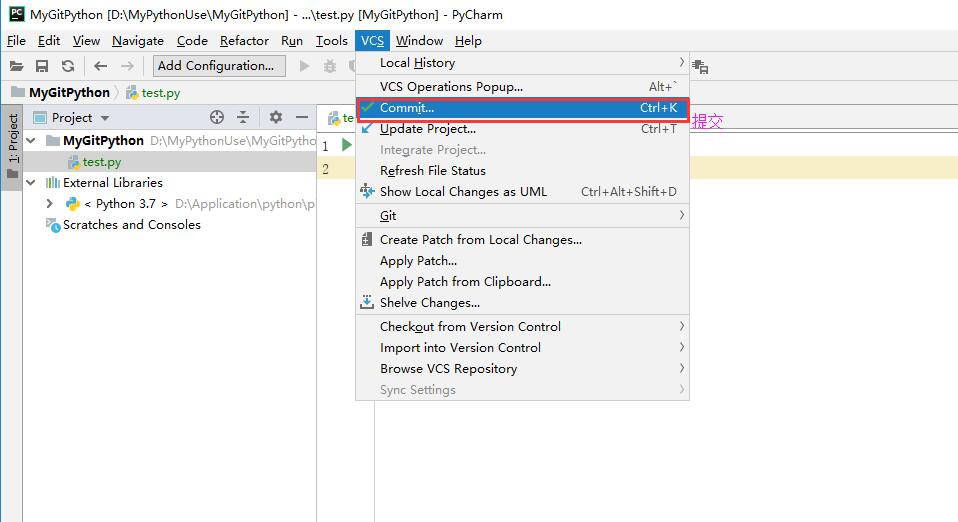 MyGitPython [D:\MyPythonUse\MyGitPython] - ...\test.py [MyGitPython] - PyCharm
File Edit View Navigate Code Refactor Run Tools VCS Window Help
Add Configuration...
MyGitPython test.py
1: Project
Project
MyGitPython D:\MyPythonUse\MyGitPytho
test.py
External Libraries
< Python 3.7 > D:\Application\python\p
Scratches and Consoles
te
1
2
Local History
VCS Operations Popup... Alt+`
Commit... Ctrl+K
提交
Update Project... Ctrl+T
Integrate Project...
Refresh File Status
Show Local Changes as UML Ctrl+Alt+Shift+D
Git
Create Patch from Local Changes...
Apply Patch...
Apply Patch from Clipboard...
Shelve Changes...
Checkout from Version Control
Import into Version Control
Browse VCS Repository
Sync Settings